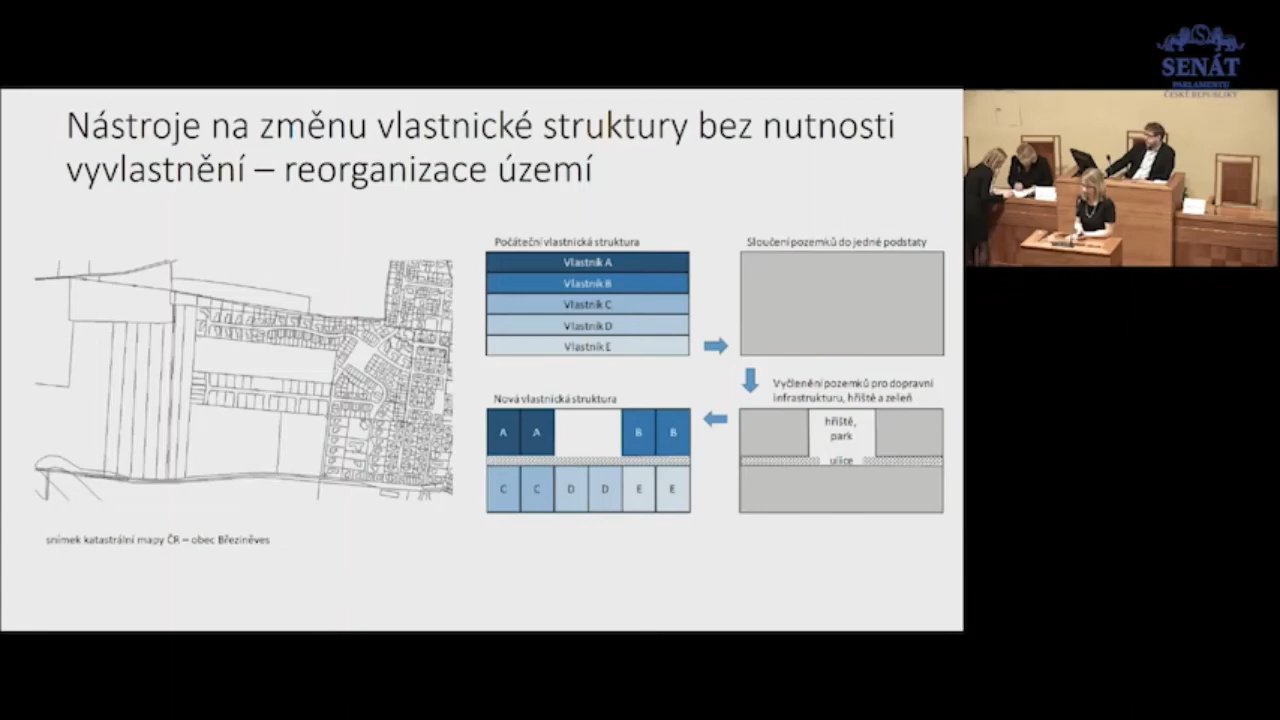 SENÁT
PARLAMENTU
ČESKÉ REPUBLIKY
Nástroje na změnu vlastnické struktury bez nutnosti
vyvlastnění – reorganizace území
Počáteční vlastnická struktura
Vlastník A
Vlastník B
Vlastník C
Vlastník D
Vlastník E
Sloučení pozemků do jedné podstaty
Vyčlenění pozemků pro dopravní
infrastrukturu, hřiště a zeleň
hřiště,
park
ulice
Nová vlastnická struktura
A A B B
C C D D E E
snímek katastrální mapy ČR – obec Březiněves